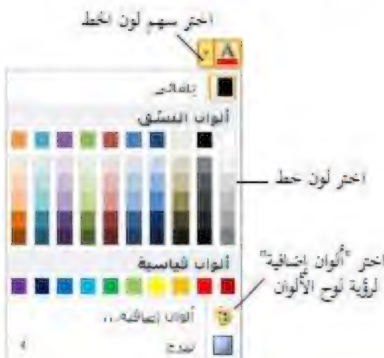 اختر سهم لون الخط
A
تلقائي
ألوان النسق
اختر لون خط
ألوان قياسية
اختر "ألوان إضافية"
لرؤية لوح الألوان
ألوان إضافية...
تدرج